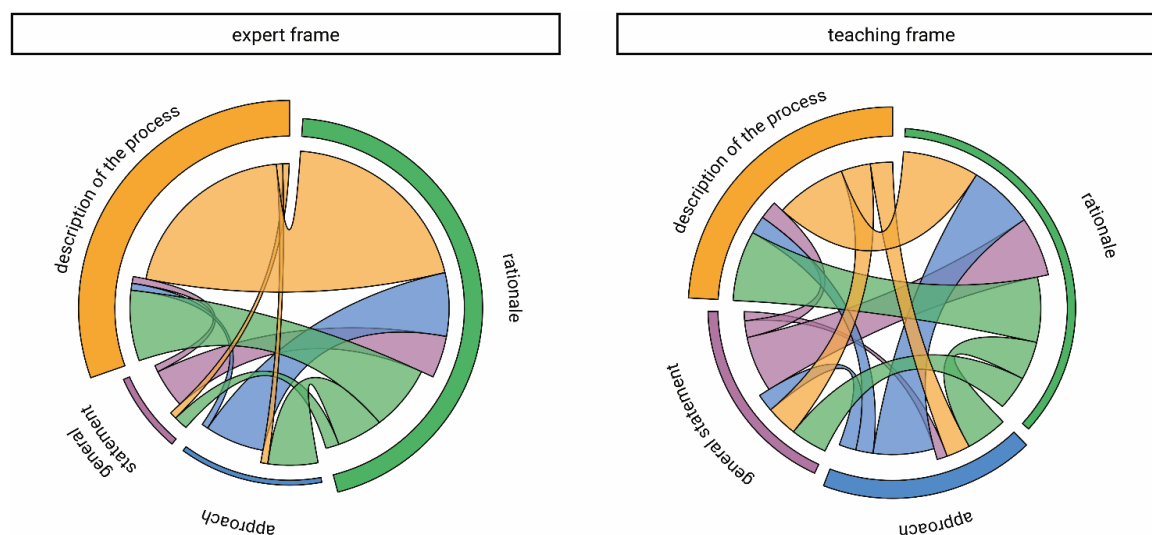 expert frame
teaching frame
description of the process
rationale
general
statement
approach
description of the process
rationale
general statement
approach